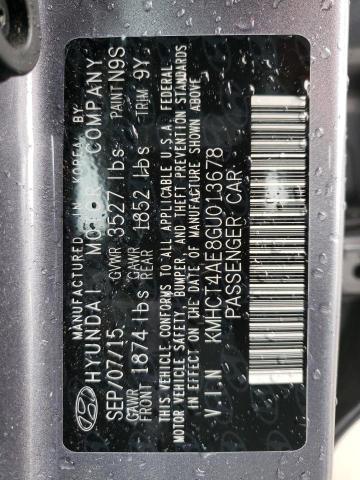 MANUFACTURED IN KOREA BY
HYUNDAI MOTOR COMPANY
SEP/07/15 GVWR 3527 lbs PAINT N9S
GAWR FRONT 1874 lbs GAWR REAR 1852 lbs TRIM 9Y
THIS VEHICLE CONFORMS TO ALL APPLICABLE U.S.A. FEDERAL
MOTOR VEHICLE SAFETY, BUMPER, AND THEFT PREVENTION STANDARDS
IN EFFECT ON THE DATE OF MANUFACTURE SHOWN ABOVE
V.I.N KMHCT4AE8GU013678
PASSENGER CAR